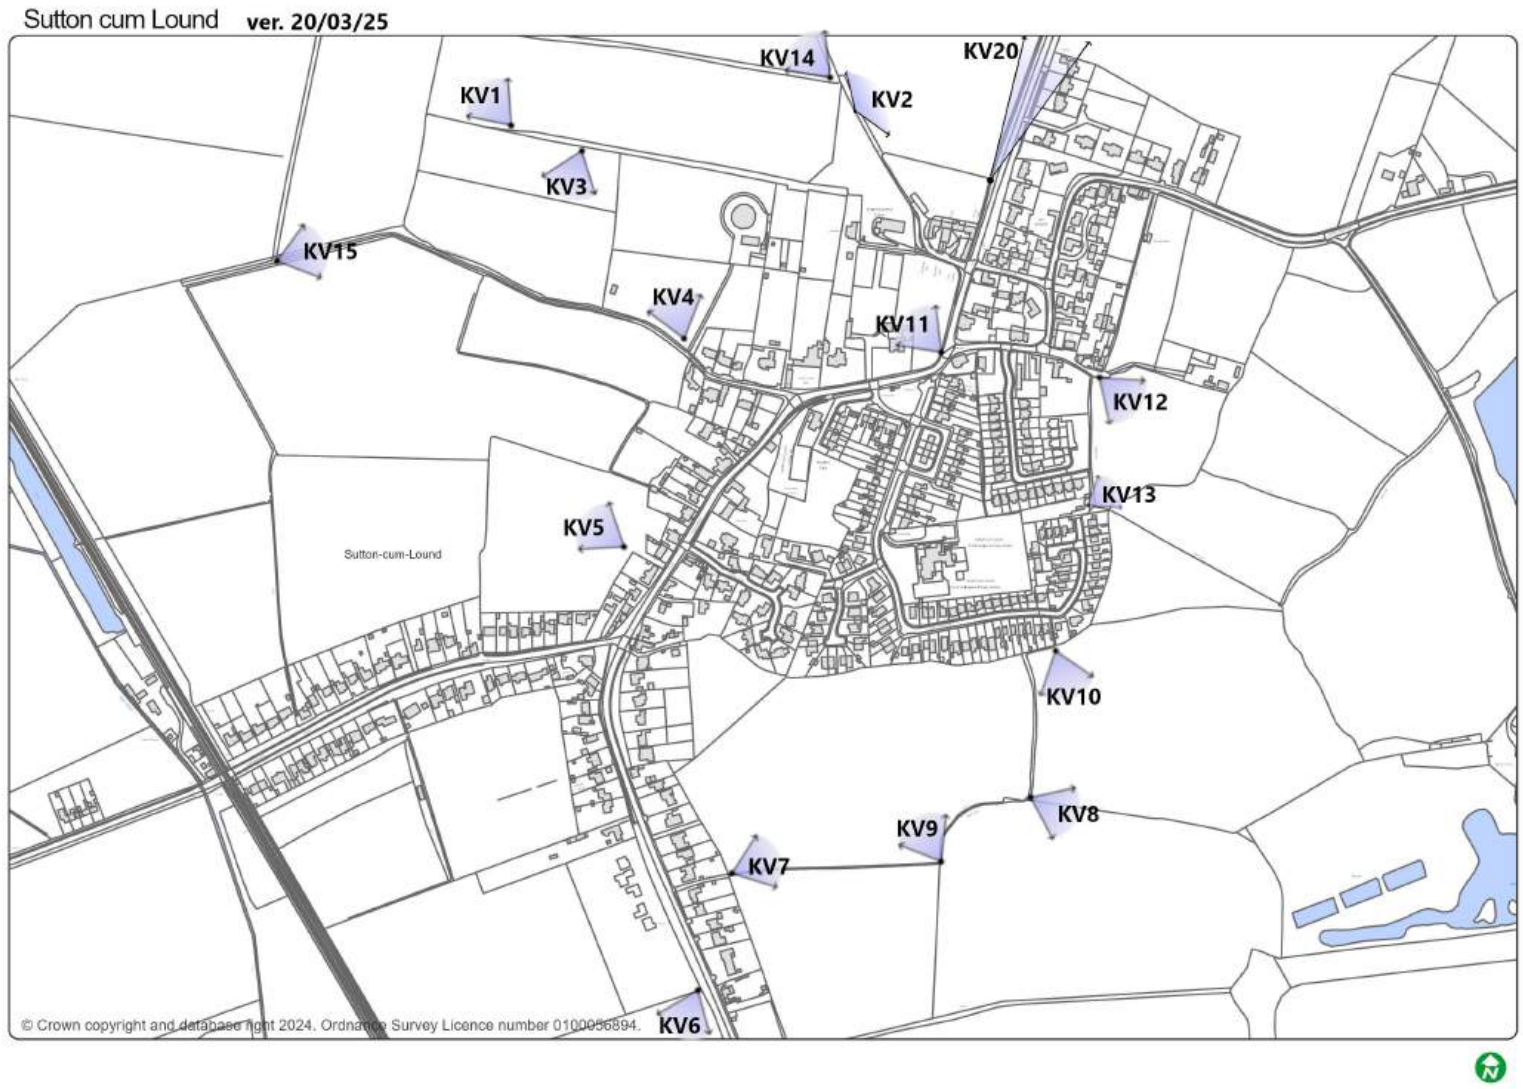 Sutton cum Lound ver. 20/03/25
KV14
KV20
KV1
KV2
KV3
KV15
KV4
KV11
KV12
KV13
KV5
Sutton-cum-Lound
KV10
KV8
KV9
KV7
KV6
© Crown copyright and database right 2024. Ordnance Survey Licence number 0100056894.
N